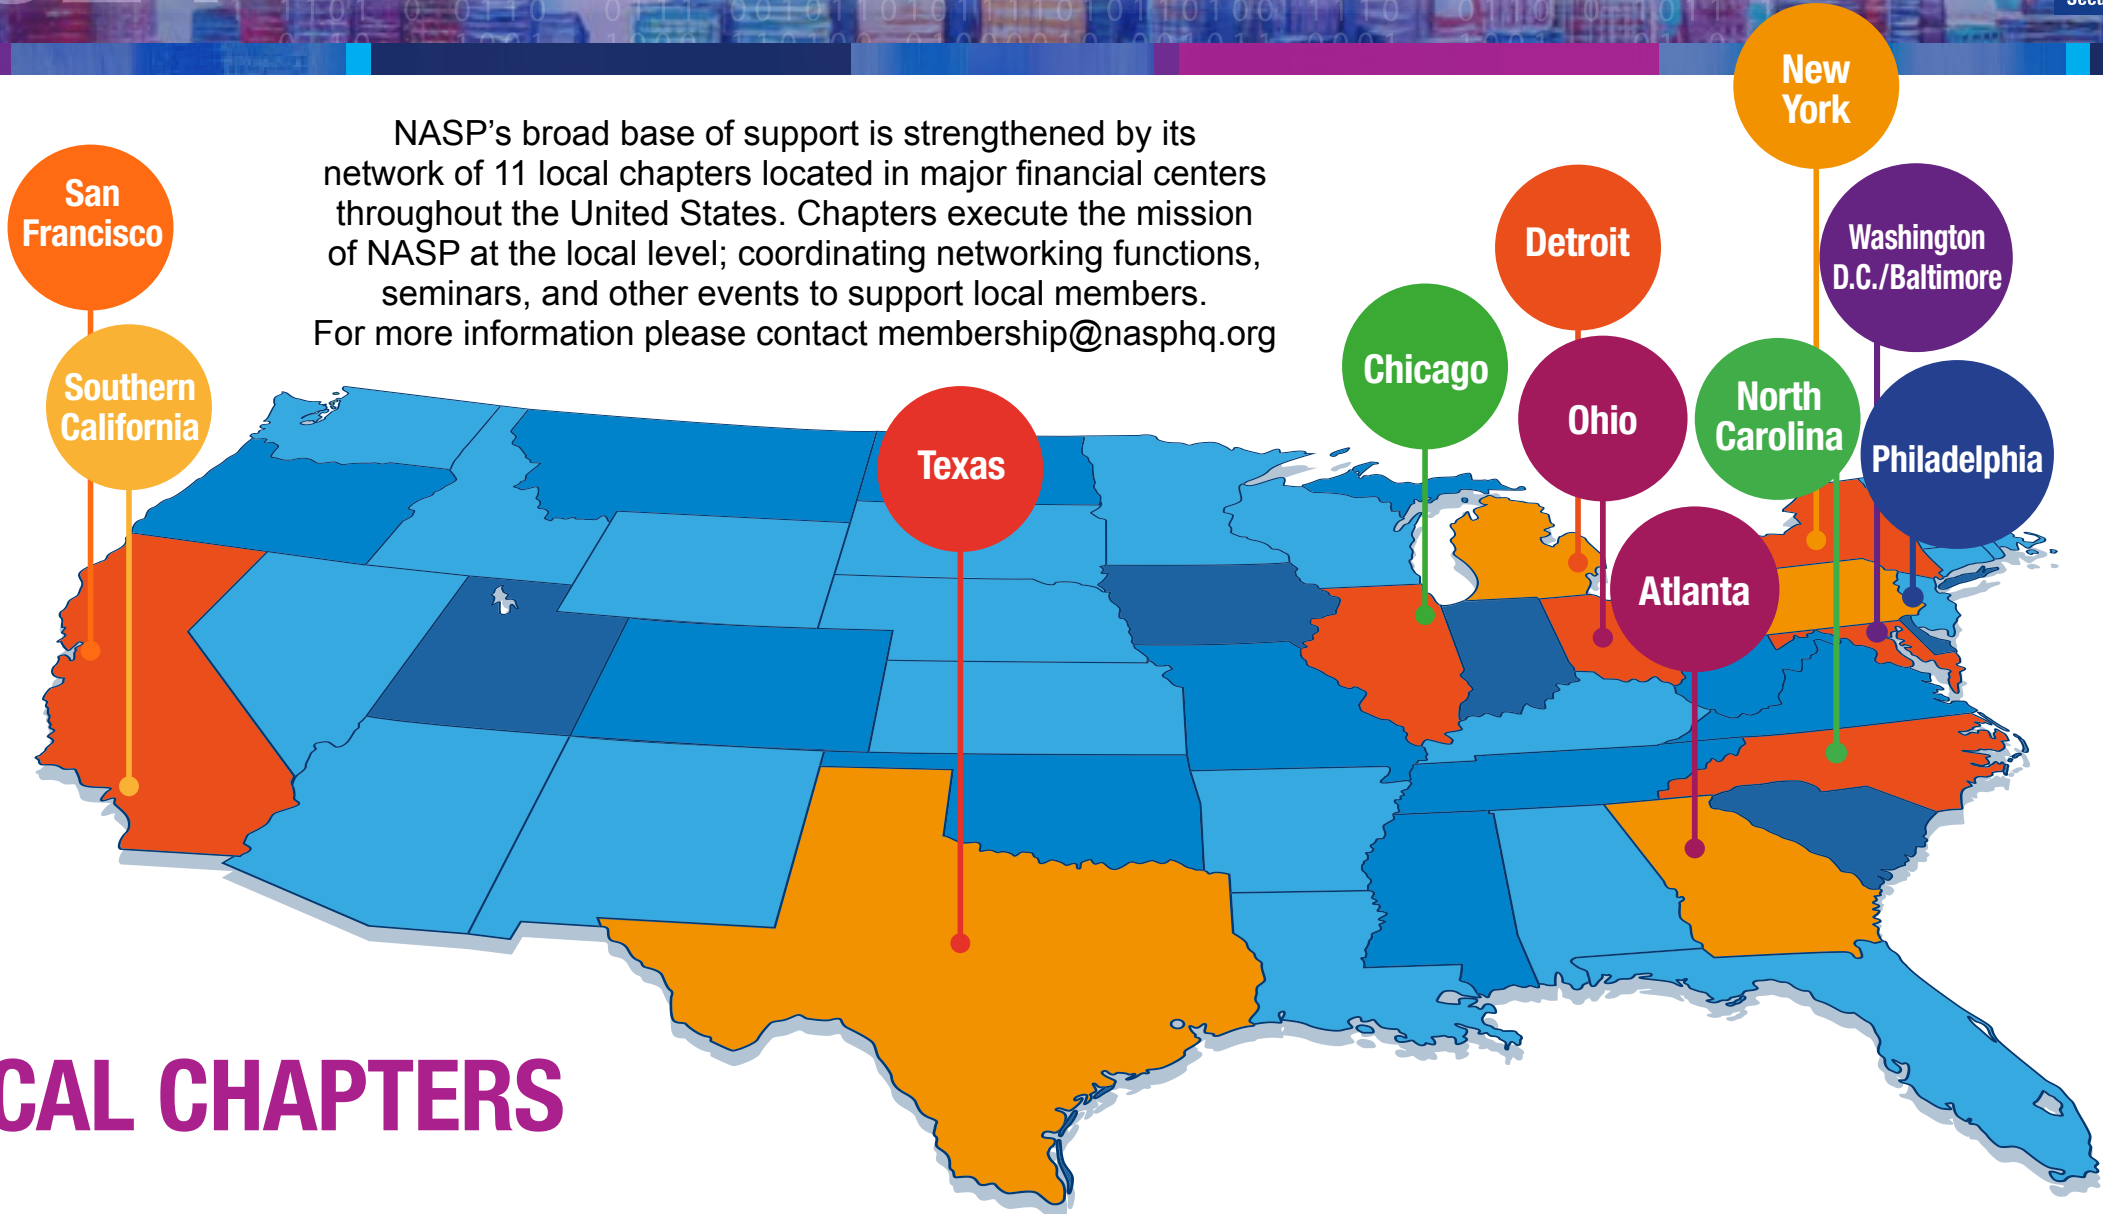 NASP's broad base of support is strengthened by its
network of 11 local chapters located in major financial centers
throughout the United States. Chapters execute the mission
of NASP at the local level; coordinating networking functions,
seminars, and other events to support local members.
For more information please contact membership@nasphq.org
New
York
San
Francisco
Detroit
Washington
D.C./Baltimore
Chicago
Southern
California
Ohio
North
Carolina
Texas
Philadelphia
Atlanta
CAL CHAPTERS